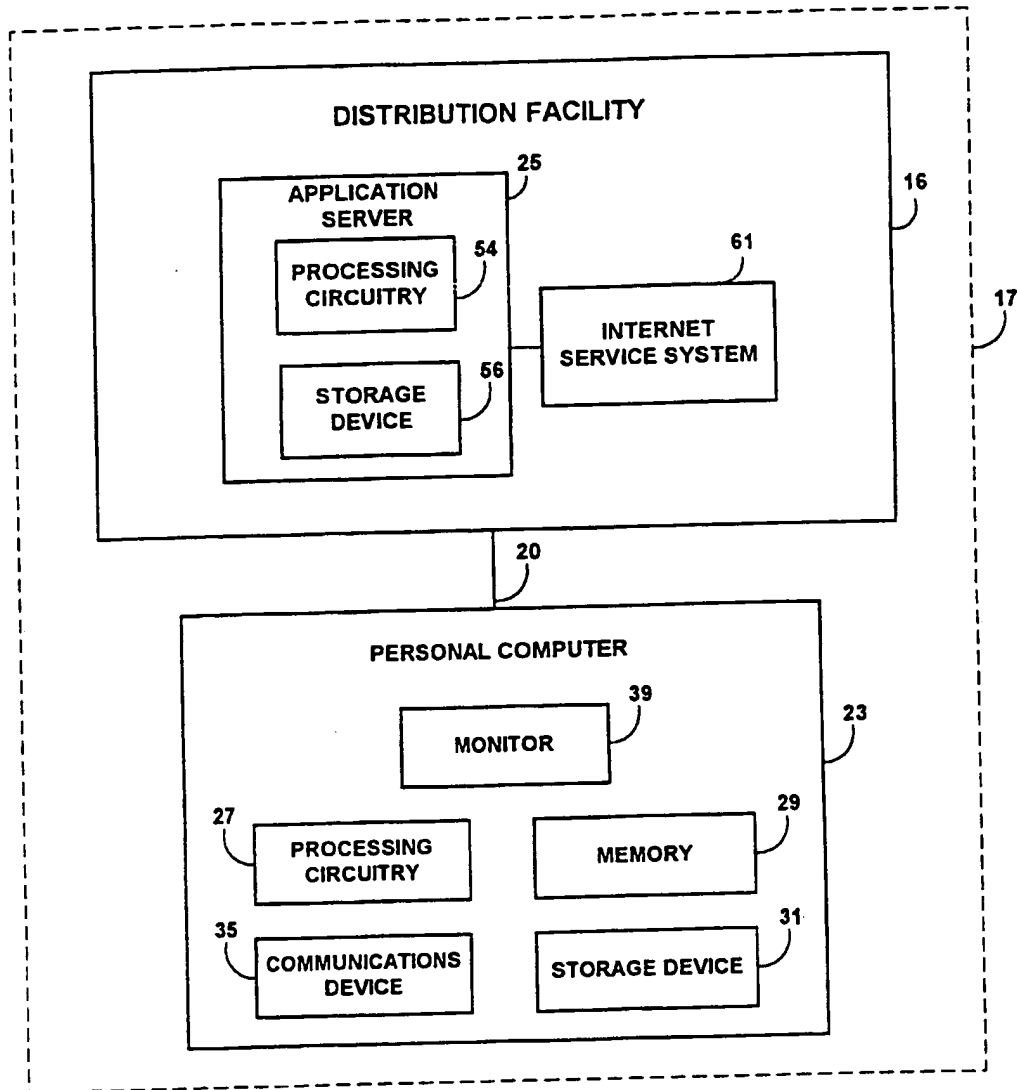 DISTRIBUTION FACILITY
25
APPLICATION
SERVER
16
PROCESSING
CIRCUITRY
54
61
17
INTERNET
SERVICE SYSTEM
STORAGE
DEVICE
56
20
PERSONAL COMPUTER
39
MONITOR
23
27
PROCESSING
CIRCUITRY
29
MEMORY
35
COMMUNICATIONS
DEVICE
31
STORAGE DEVICE